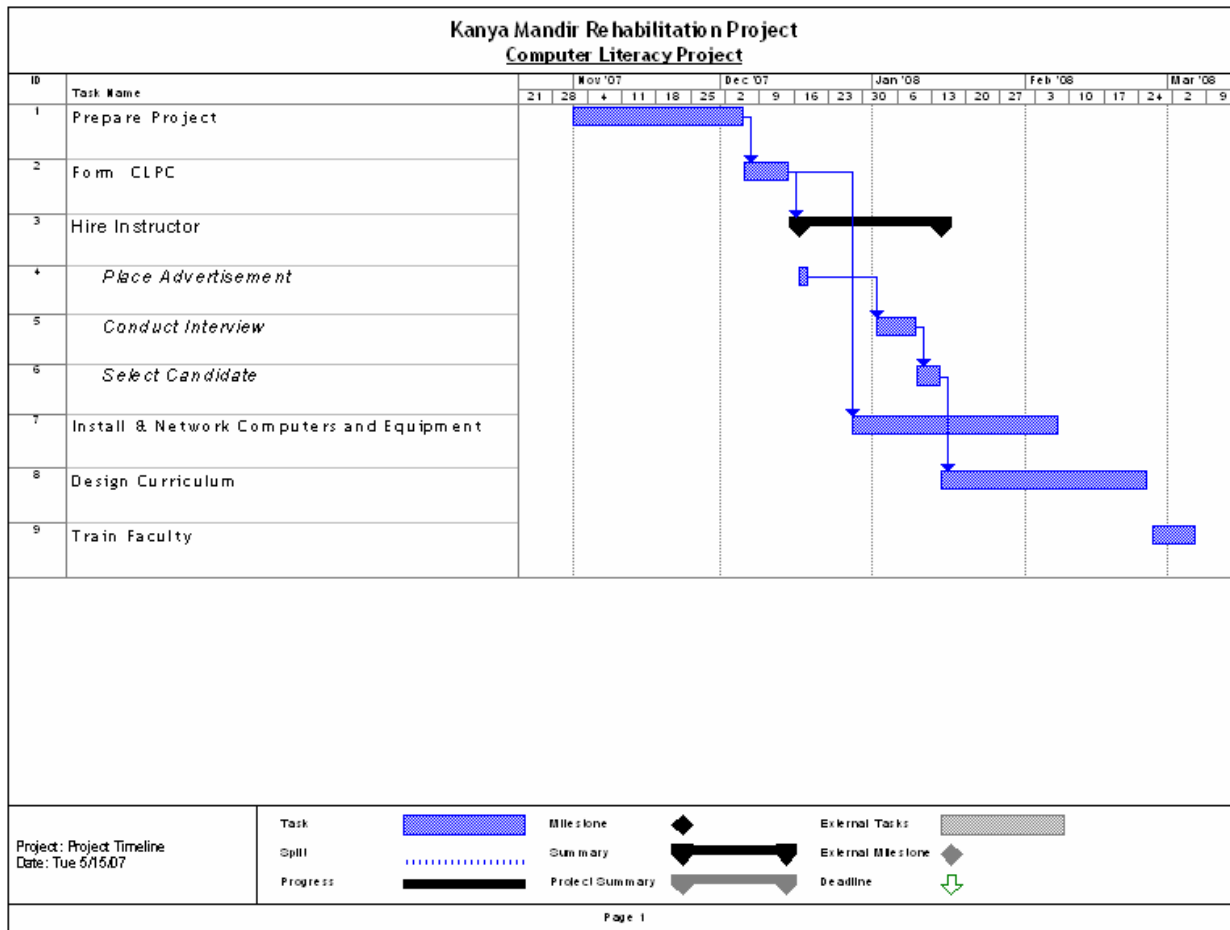 Kanya Mandir Rehabilitation Project
Computer Literacy Project
ID Task Name Nov '07 Dec '07 Jan '08 Feb '08 Mar '08
21 28 4 11 18 25 2 9 16 23 30 6 13 20 27 3 10 17 24 2 9
1 Prepare Project
2 Form CLPC
3 Hire Instructor
4 Place Advertisement
5 Conduct Interview
6 Select Candidate
7 Install & Network Computers and Equipment
8 Design Curriculum
9 Train Faculty
Project: Project Timeline
Date: Tue 5/15/07
Task Milestone External Tasks
Split Summary External Milestone
Progress Project Summary Deadline
Page 1